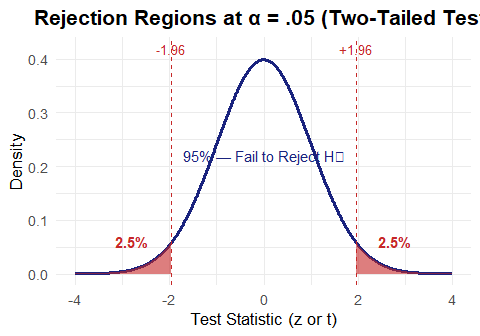 Rejection Regions at α = .05 (Two-Tailed Tes
-1.96 +1.96
0.4
0.3
95% — Fail to Reject H▯
0.2
0.1
2.5% 2.5%
0.0
-4 -2 0 2 4
Density
Test Statistic (z or t)